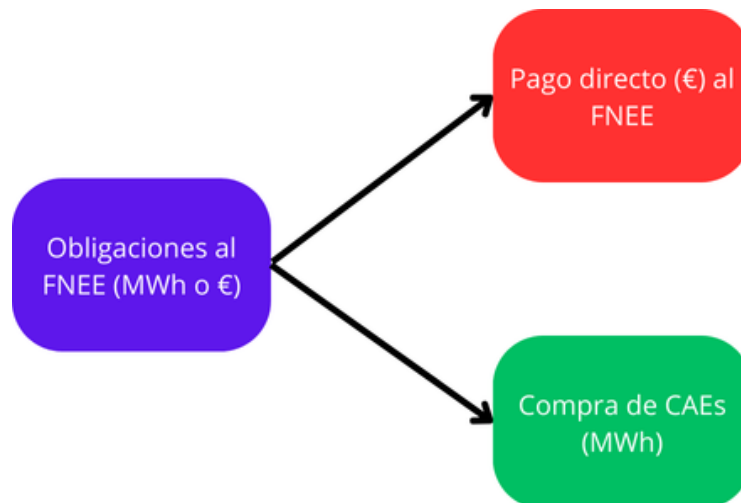 Pago directo (€) al
FNEE
Obligaciones al
FNEE (MWh o €)
Compra de CAEs
(MWh)